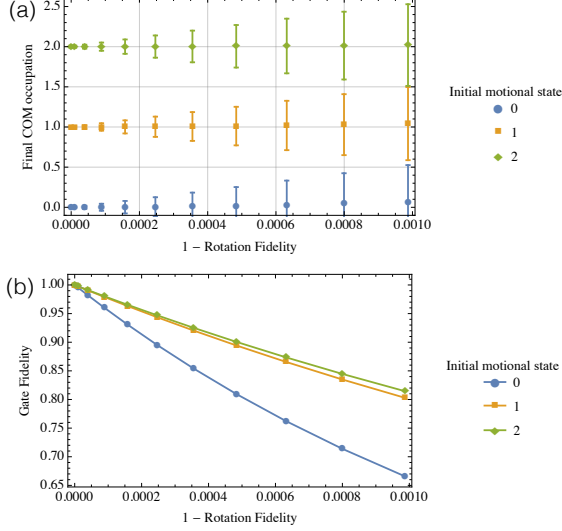 (a)
Final COM occupation
2.5
2.0
1.5
1.0
0.5
0.0
0.0000 0.0002 0.0004 0.0006 0.0008 0.0010
1 − Rotation Fidelity
Initial motional state
0
1
2
(b)
Gate Fidelity
1.00
0.95
0.90
0.85
0.80
0.75
0.70
0.65
0.0000 0.0002 0.0004 0.0006 0.0008 0.0010
1 − Rotation Fidelity
Initial motional state
0
1
2